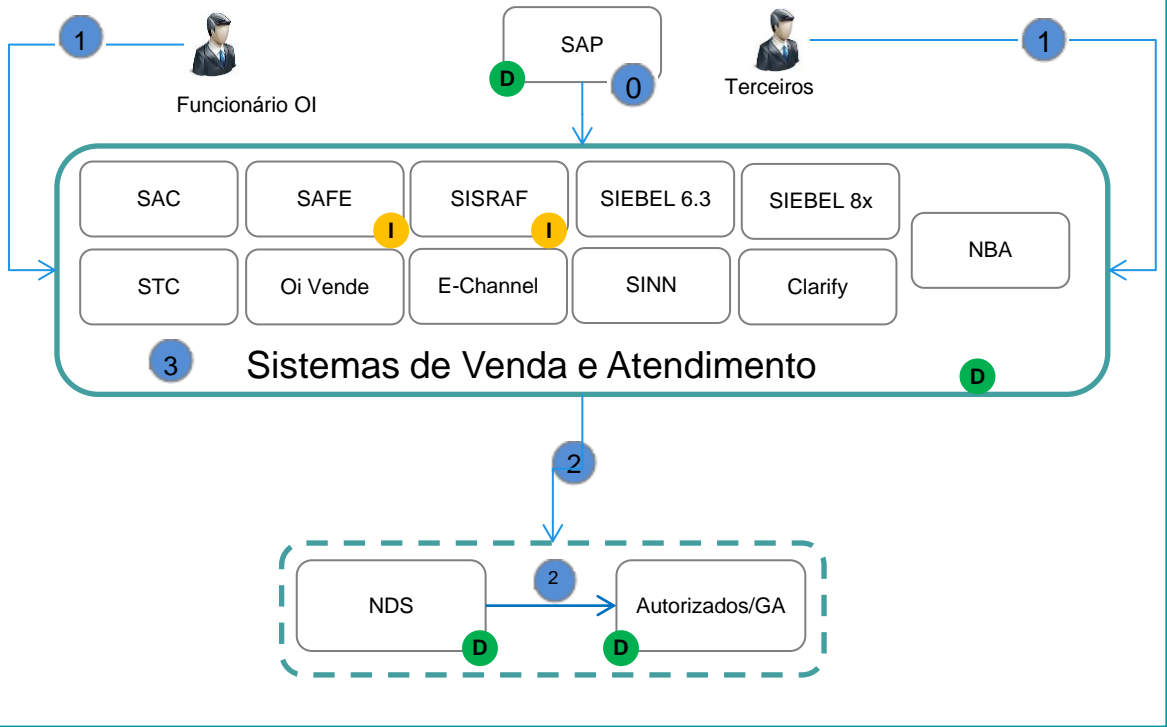 1
SAP
1
D
0
Funcionário OI
Terceiros
SAC
SAFE
SISRAF
SIEBEL 6.3
SIEBEL 8x
I
I
NBA
STC
Oi Vende
E-Channel
SINN
Clarify
3
Sistemas de Venda e Atendimento
D
2
2
NDS
Autorizados/GA
D
D